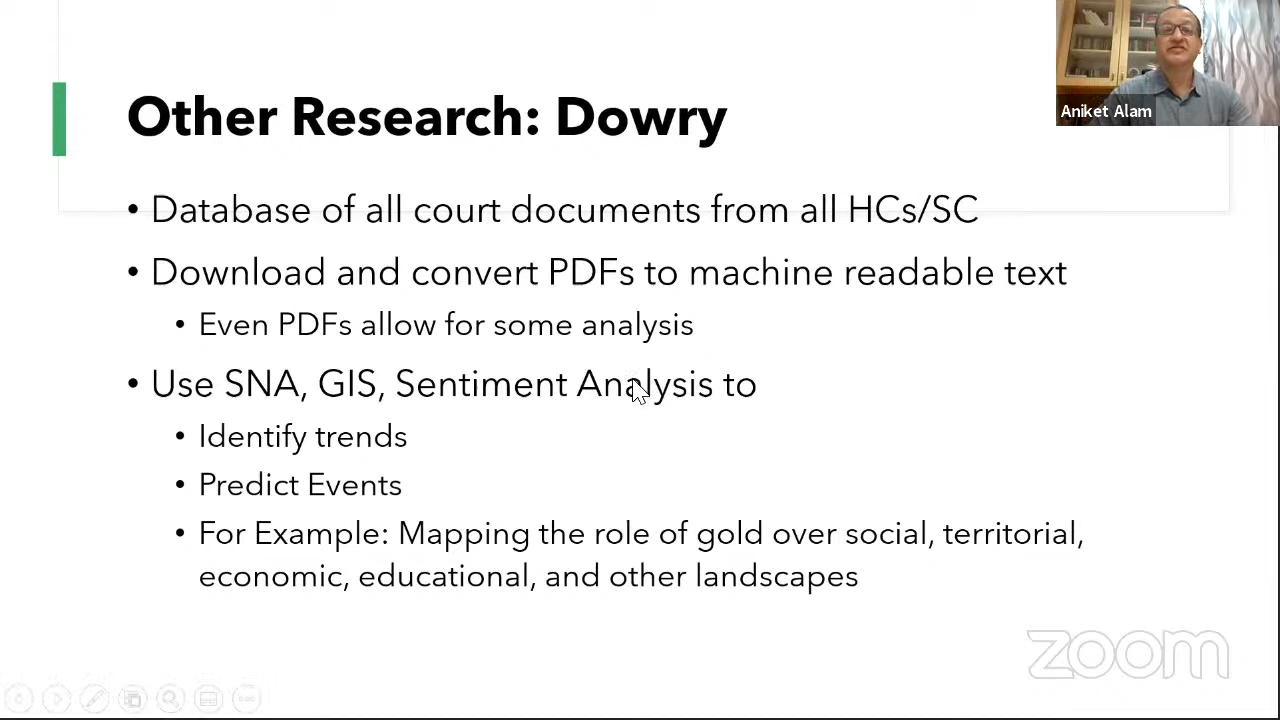 Aniket Alam
Other Research: Dowry
• Database of all court documents from all HCs/SC
• Download and convert PDFs to machine readable text
• Even PDFs allow for some analysis
• Use SNA, GIS, Sentiment Analysis to
• Identify trends
• Predict Events
• For Example: Mapping the role of gold over social, territorial,
economic, educational, and other landscapes
zoom